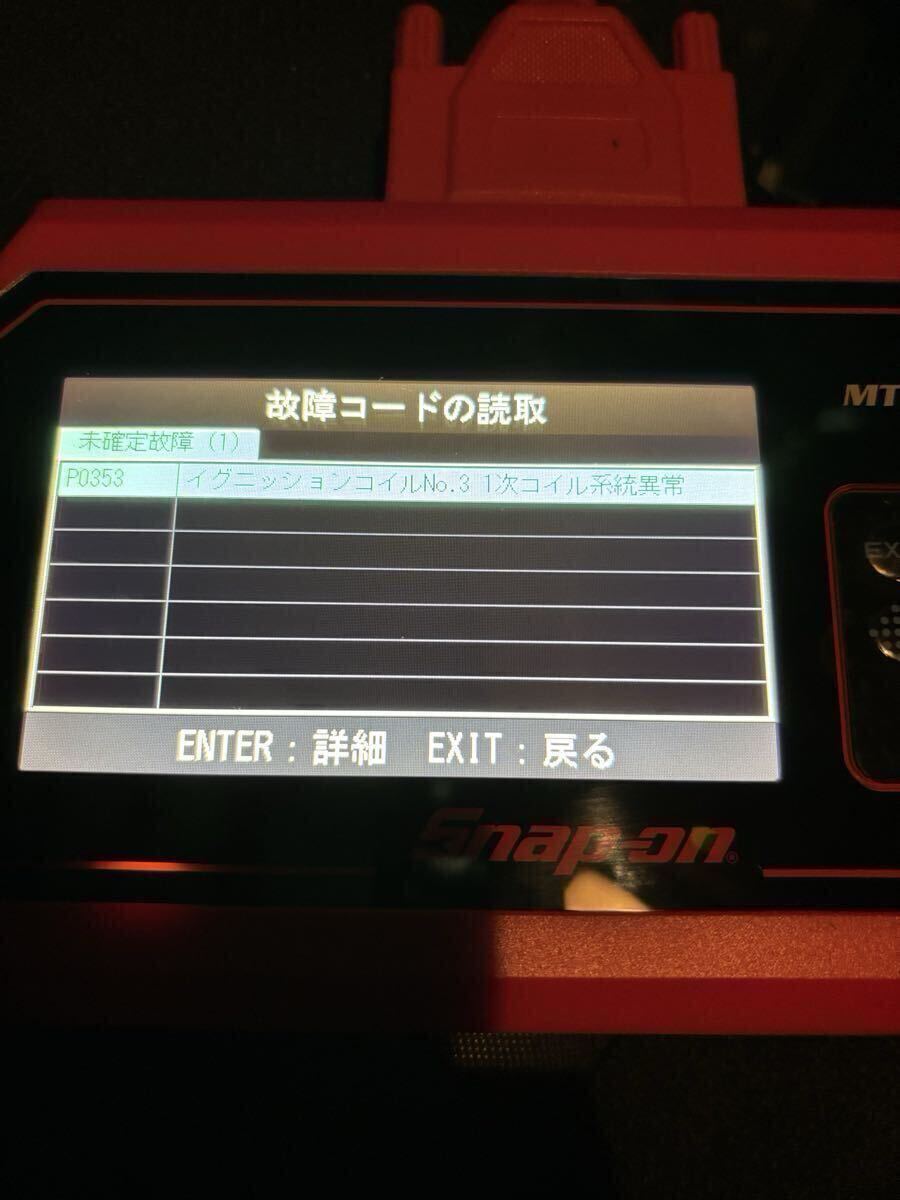 故障コードの読取
MT
未確定故障 (1)
P0353 イグニッションコイルNo.3 1次コイル系統異常
EX
ENTER : 詳細 EXIT : 戻る
Snap-on®